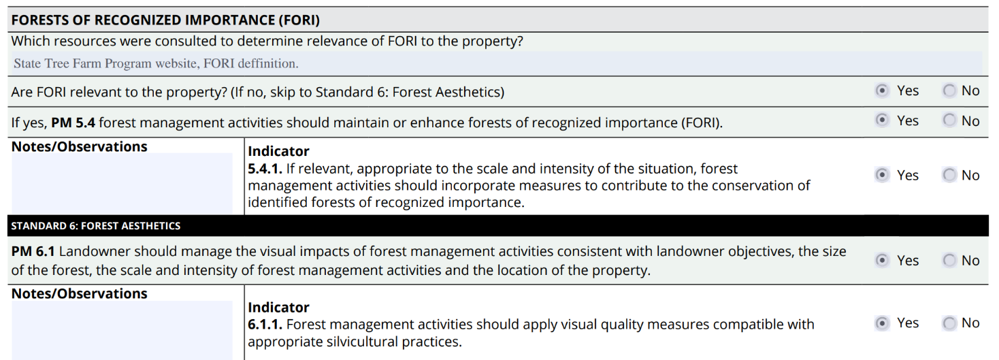 FORESTS OF RECOGNIZED IMPORTANCE (FORI)
Which resources were consulted to determine relevance of FORI to the property?
State Tree Farm Program website, FORI deffinition.
Are FORI relevant to the property? (If no, skip to Standard 6: Forest Aesthetics) Yes No
If yes, PM 5.4 forest management activities should maintain or enhance forests of recognized importance (FORI). Yes No
Notes/Observations
Indicator
5.4.1. If relevant, appropriate to the scale and intensity of the situation, forest
management activities should incorporate measures to contribute to the conservation of
identified forests of recognized importance.
Yes No
STANDARD 6: FOREST AESTHETICS
PM 6.1 Landowner should manage the visual impacts of forest management activities consistent with landowner objectives, the size
of the forest, the scale and intensity of forest management activities and the location of the property.
Yes No
Notes/Observations
Indicator
6.1.1. Forest management activities should apply visual quality measures compatible with
appropriate silvicultural practices.
Yes No